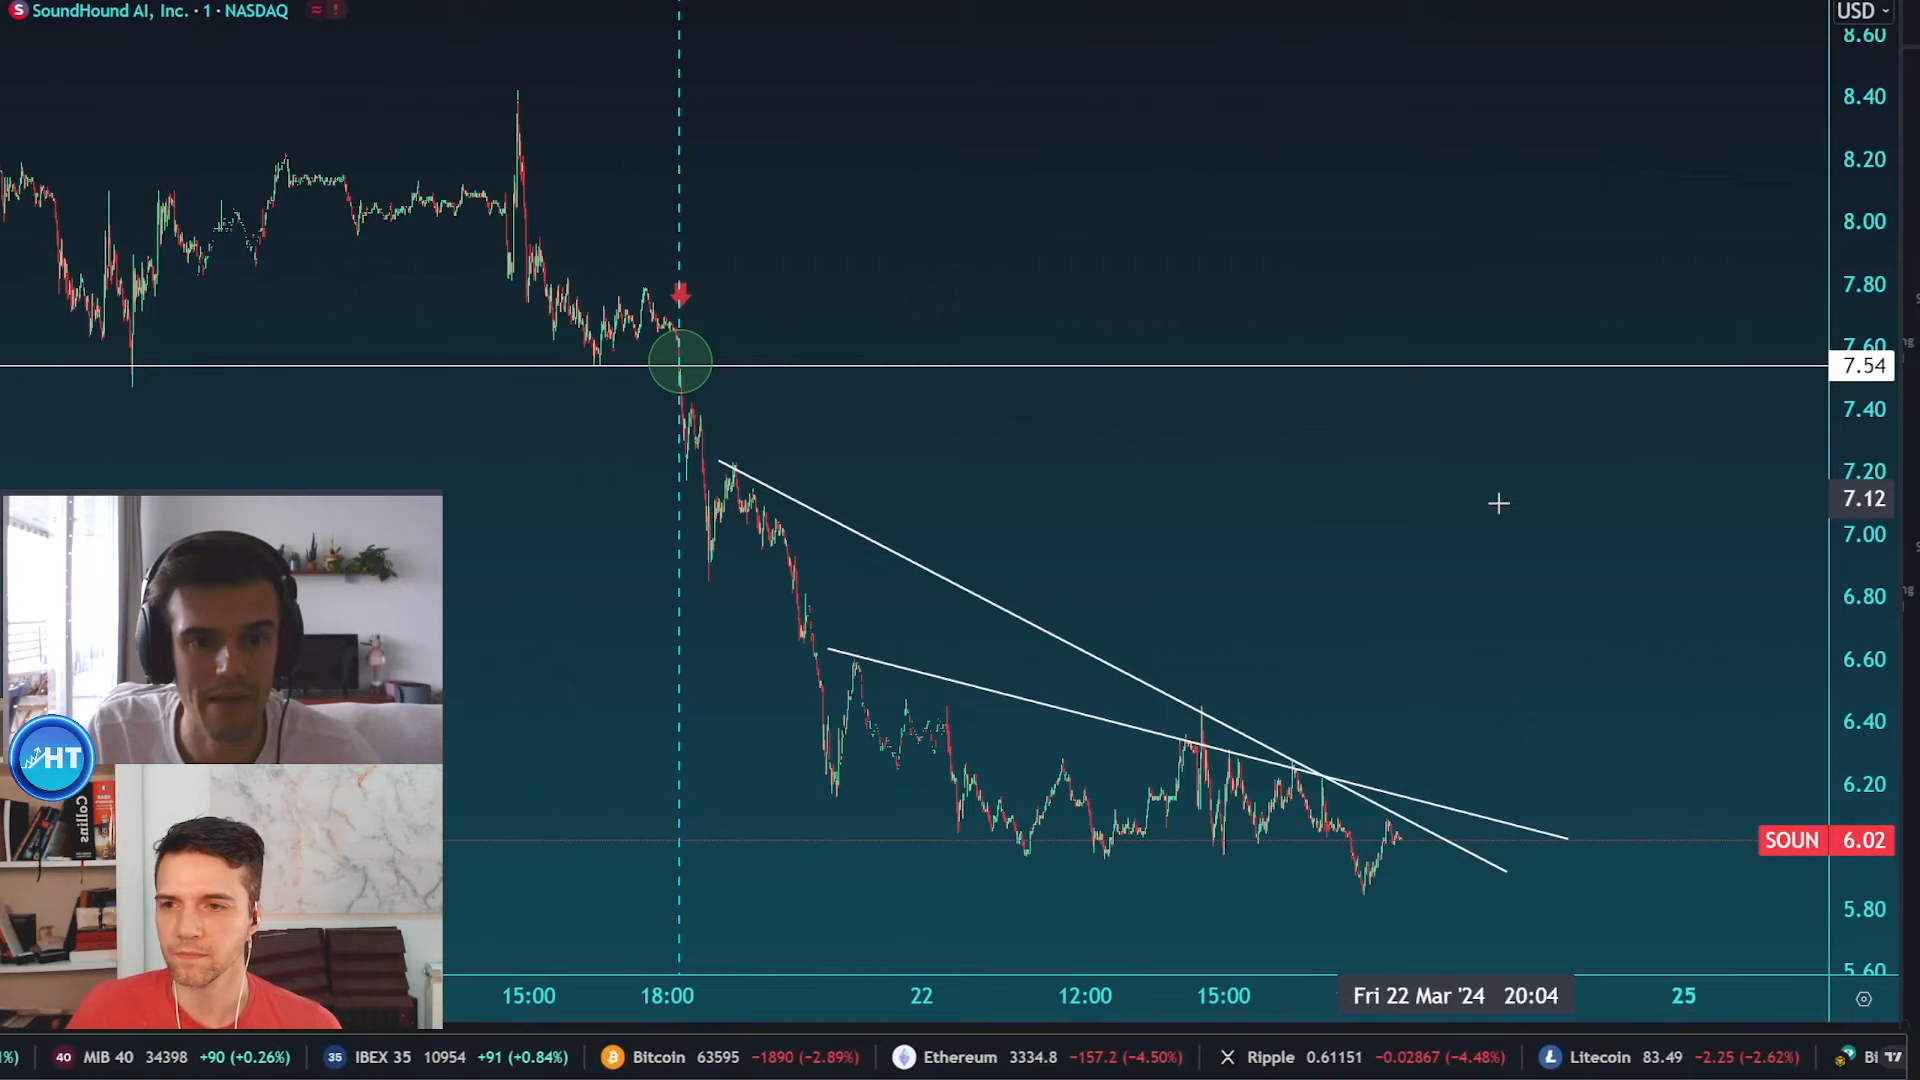 S SoundHound AI, Inc. · 1 · NASDAQ ≈ !
USD
8.60
8.40
8.20
8.00
7.80
7.60
7.54
7.40
7.20
7.12
7.00
6.80
6.60
6.40
6.20
SOUN 6.02
5.80
5.60
HT
Collins
15:00 18:00 22 12:00 15:00 Fri 22 Mar '24 20:04 25
%) 40 MIB 40 34398 +90 (+0.26%) 35 IBEX 35 10954 +91 (+0.84%) Bitcoin 63595 −1890 (−2.89%) Ethereum 3334.8 −157.2 (−4.50%) Ripple 0.61151 −0.02867 (−4.48%) Litecoin 83.49 −2.25 (−2.62%) Bi